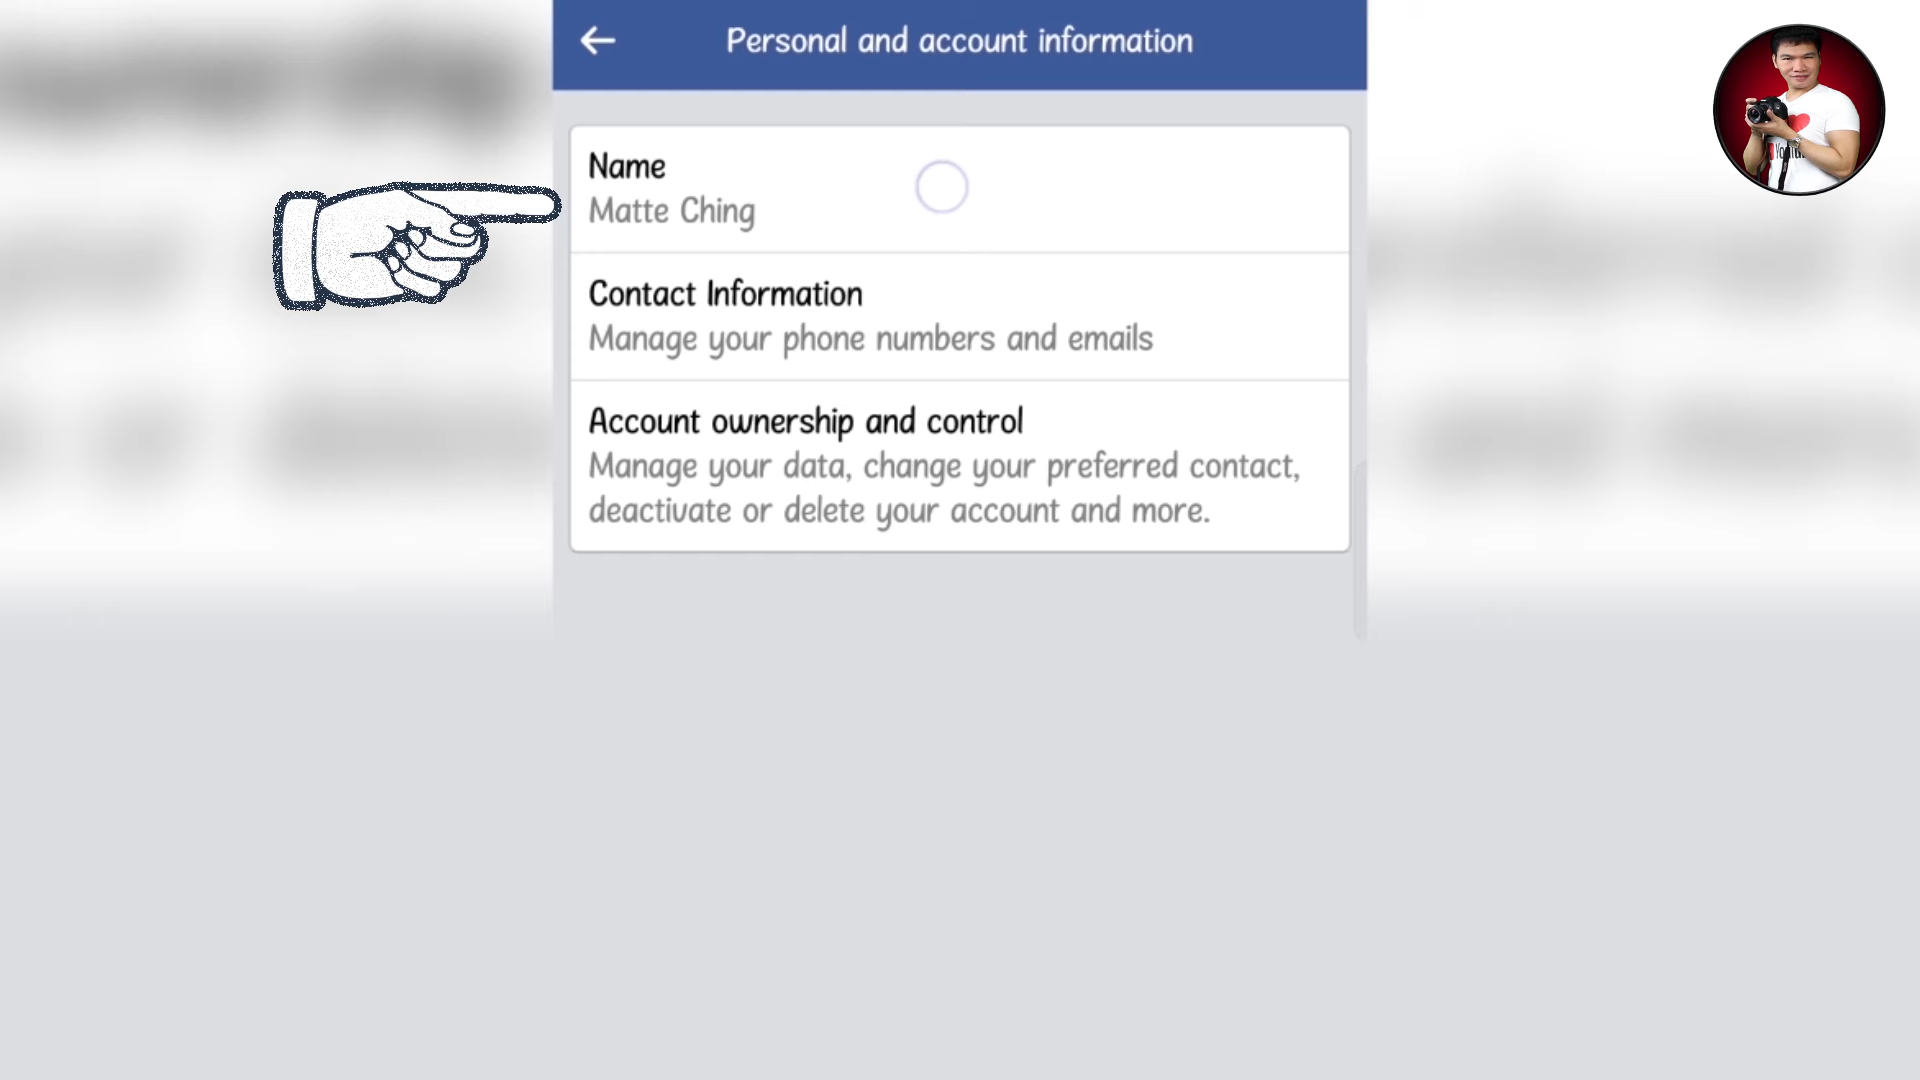 Personal and account information
Name
Matte Ching
Contact Information
Manage your phone numbers and emails
Account ownership and control
Manage your data, change your preferred contact,
deactivate or delete your account and more.